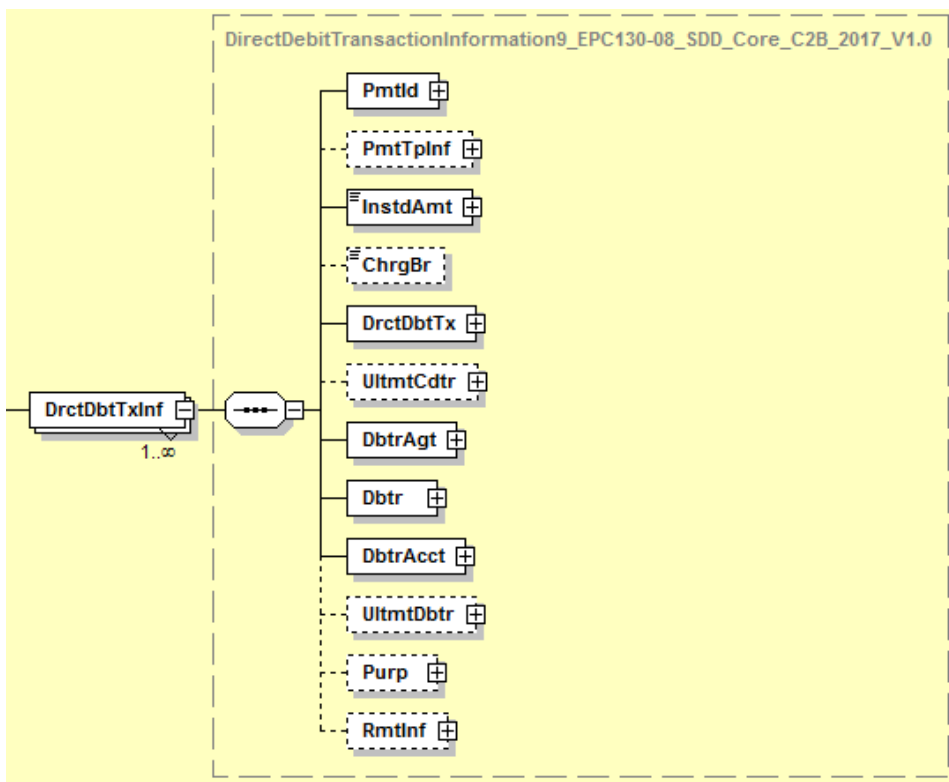 DirectDebitTransactionInformation9_EPC130-08_SDD_Core_C2B_2017_V1.0
PmtId
PmtTpInf
InstdAmt
ChrgBr
DrctDbtTx
UltmtCdtr
DrctDbtTxInf
1..∞
DbtrAgt
Dbtr
DbtrAcct
UltmtDbtr
Purp
RmtInf